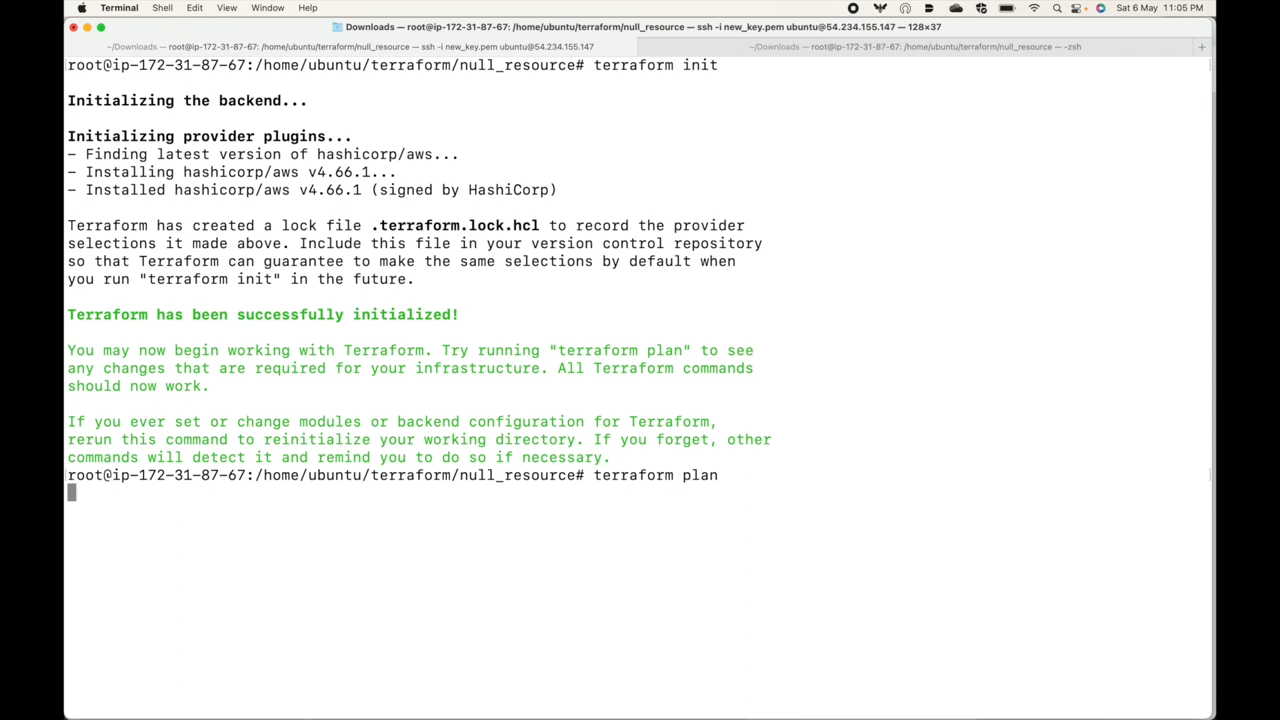 Terminal Shell Edit View Window Help Sat 6 May 11:05 PM
Downloads — root@ip-172-31-87-67: /home/ubuntu/terraform/null_resource — ssh -i new_key.pem ubuntu@54.234.155.147 — 128×37
~/Downloads — root@ip-172-31-87-67: /home/ubuntu/terraform/null_resource — ssh -i new_key.pem ubuntu@54.234.155.147 ~/Downloads — root@ip-172-31-87-67: /home/ubuntu/terraform/null_resource — -zsh +
root@ip-172-31-87-67:/home/ubuntu/terraform/null_resource# terraform init
Initializing the backend...
Initializing provider plugins...
- Finding latest version of hashicorp/aws...
- Installing hashicorp/aws v4.66.1...
- Installed hashicorp/aws v4.66.1 (signed by HashiCorp)
Terraform has created a lock file .terraform.lock.hcl to record the provider
selections it made above. Include this file in your version control repository
so that Terraform can guarantee to make the same selections by default when
you run "terraform init" in the future.
Terraform has been successfully initialized!
You may now begin working with Terraform. Try running "terraform plan" to see
any changes that are required for your infrastructure. All Terraform commands
should now work.
If you ever set or change modules or backend configuration for Terraform,
rerun this command to reinitialize your working directory. If you forget, other
commands will detect it and remind you to do so if necessary.
root@ip-172-31-87-67:/home/ubuntu/terraform/null_resource# terraform plan